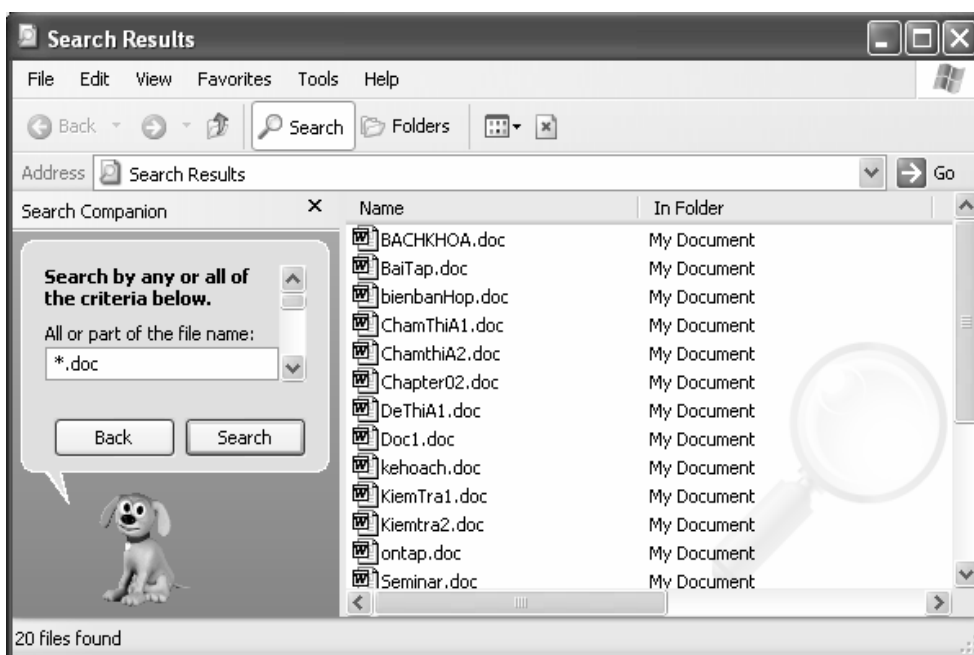 Search Results
File Edit View Favorites Tools Help
Back Search Folders
Address Search Results Go
Search Companion
Search by any or all of
the criteria below.
All or part of the file name:
*.doc
Back Search
Name In Folder
BACHKHOA.doc My Document
BaiTap.doc My Document
bienbanHop.doc My Document
ChamThiA1.doc My Document
ChamthiA2.doc My Document
Chapter02.doc My Document
DeThiA1.doc My Document
Doc1.doc My Document
kehoach.doc My Document
KiemTra1.doc My Document
Kiemtra2.doc My Document
ontap.doc My Document
Seminar.doc My Document
20 files found